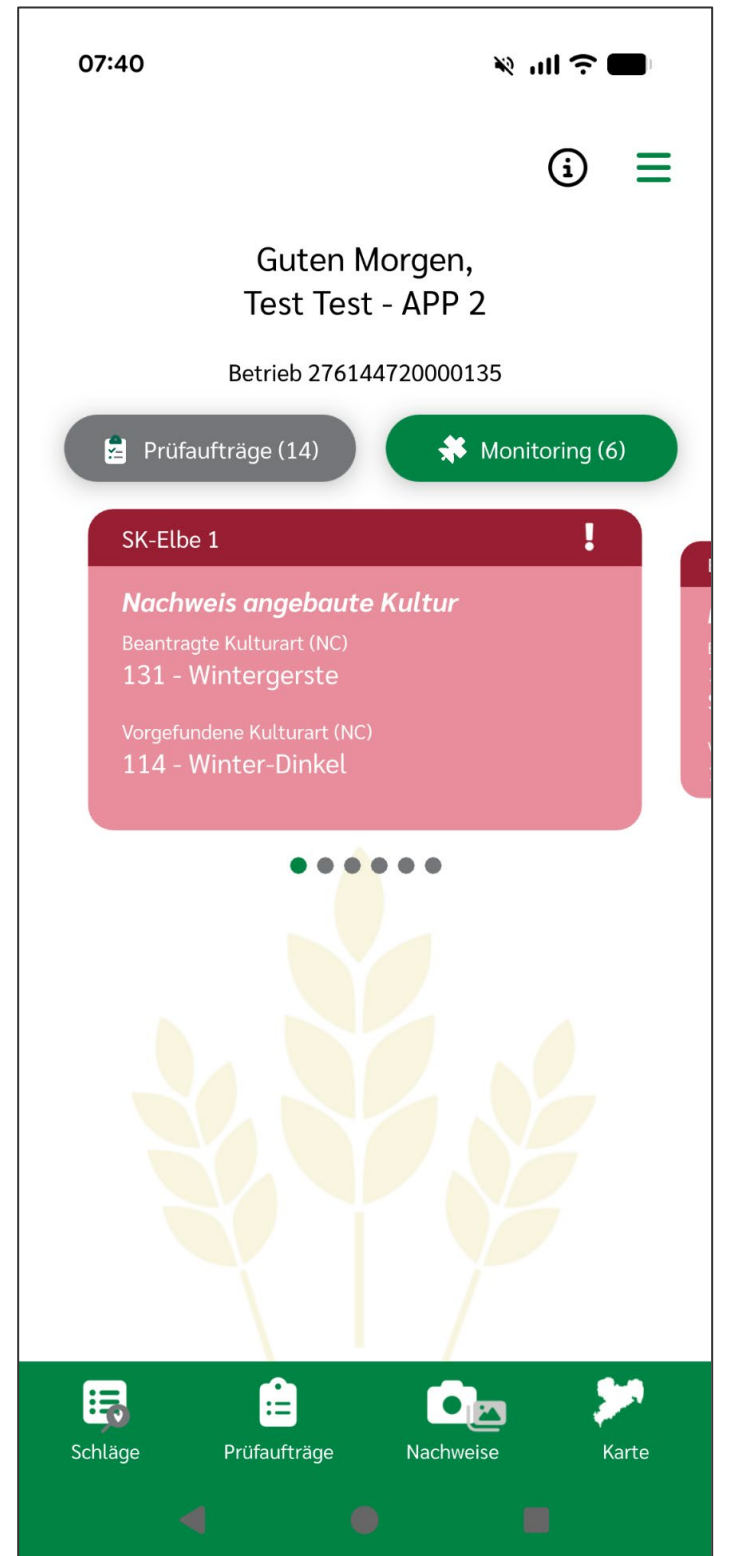 07:40
Guten Morgen,
Test Test - APP 2
Betrieb 276144720000135
Prüfaufträge (14)
Monitoring (6)
SK-Elbe 1
Nachweis angebaute Kultur
Beantragte Kulturart (NC)
131 - Wintergerste
Vorgefundene Kulturart (NC)
114 - Winter-Dinkel
Schläge
Prüfaufträge
Nachweise
Karte